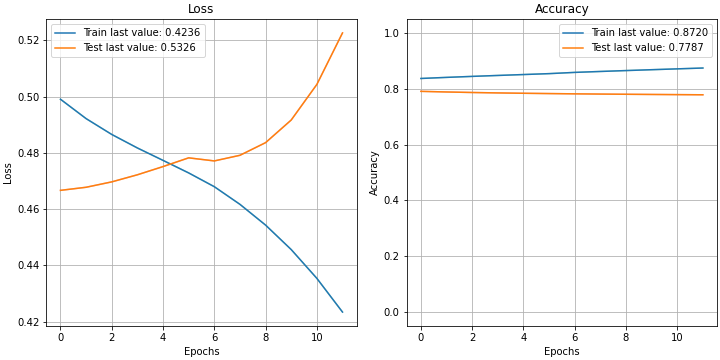 Loss
Train last value: 0.4236
Test last value: 0.5326
0.52
0.50
0.48
0.46
0.44
0.42
Loss
0
2
4
6
8
10
Epochs
Accuracy
Train last value: 0.8720
Test last value: 0.7787
1.0
0.8
0.6
0.4
0.2
0.0
Accuracy
0
2
4
6
8
10
Epochs